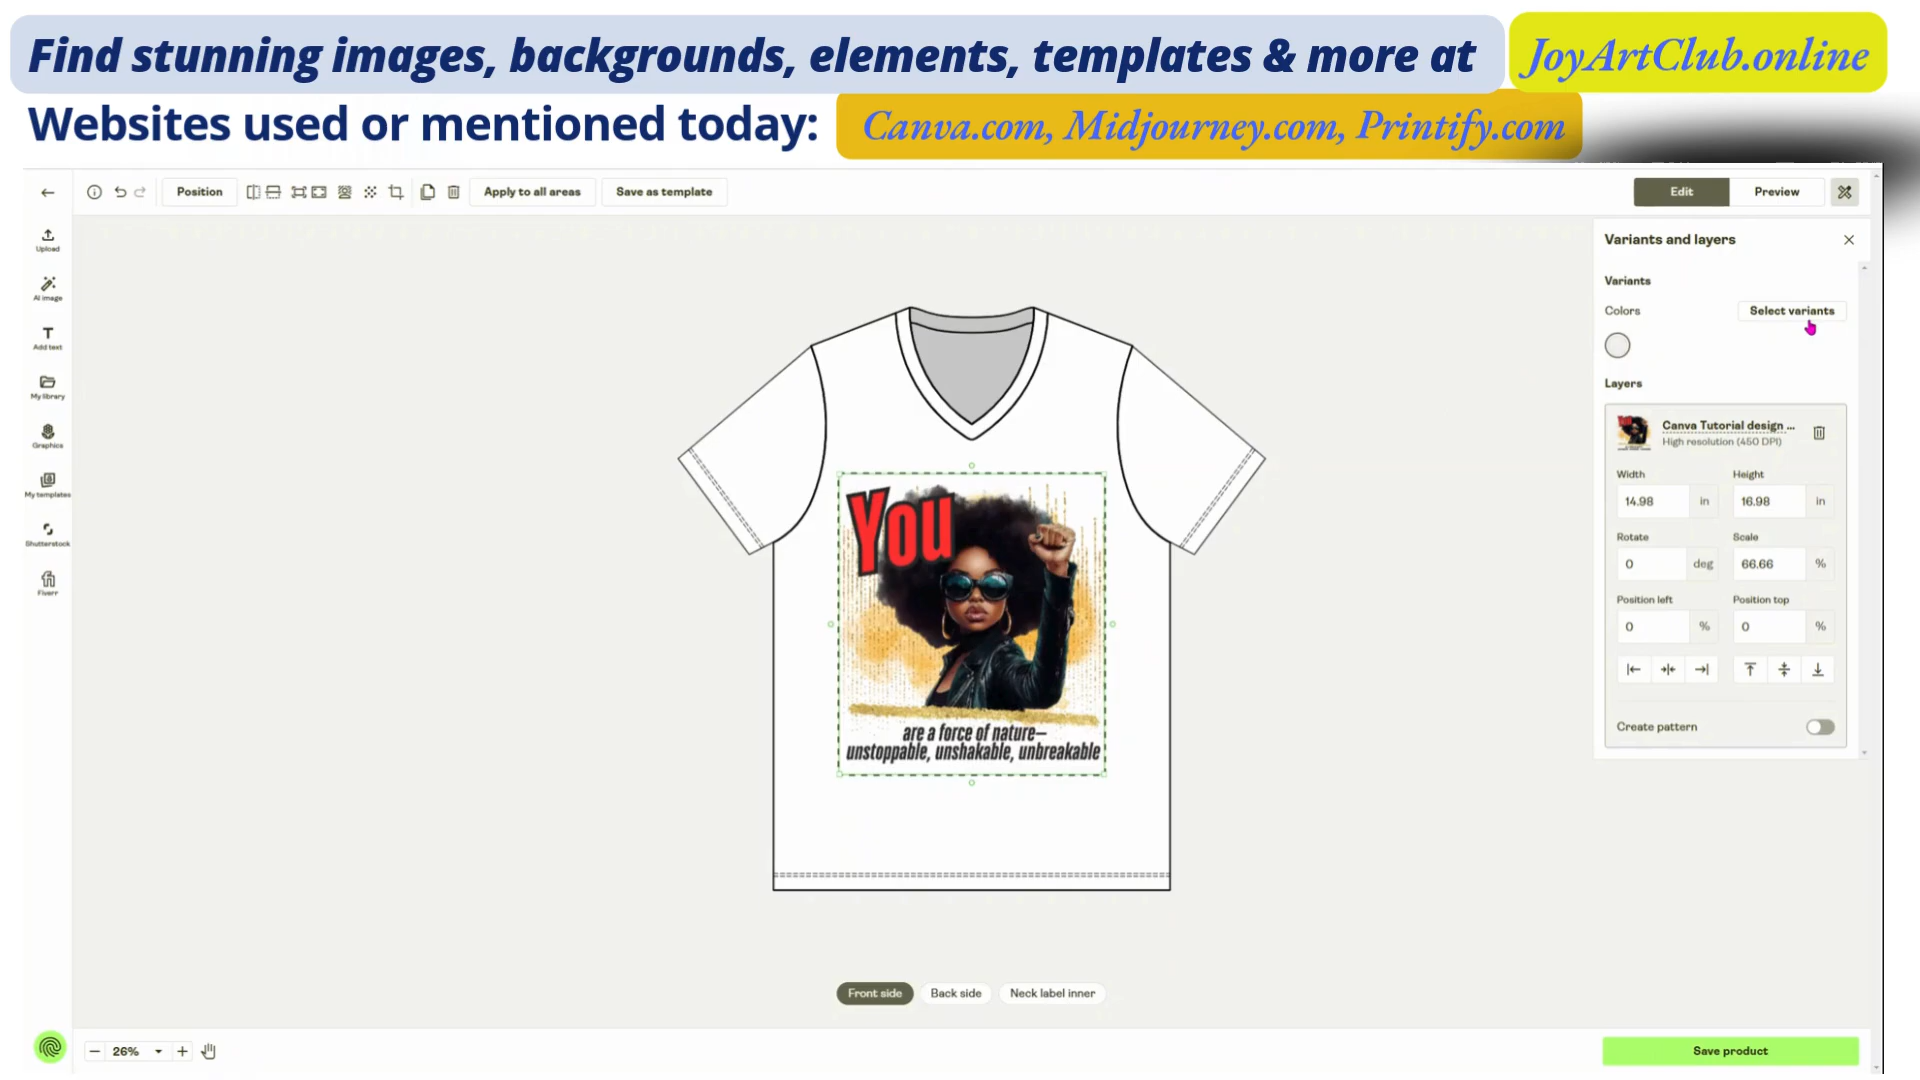 Find stunning images, backgrounds, elements, templates & more at JoyArtClub.online
Websites used or mentioned today: Canva.com, Midjourney.com, Printify.com
Position
Apply to all areas
Save as template
Edit
Preview
Upload
AI image
Add text
My library
Graphics
My templates
Shutterstock
Fiverr
You
are a force of nature—
unstoppable, unshakable, unbreakable
Variants and layers
Variants
Colors
Select variants
Layers
You
Canva Tutorial design ...
High resolution (450 DPI)
Width Height
14.98 in 16.98 in
Rotate Scale
0 deg 66.66 %
Position left Position top
0 % 0 %
Create pattern
Front side
Back side
Neck label inner
26%
Save product